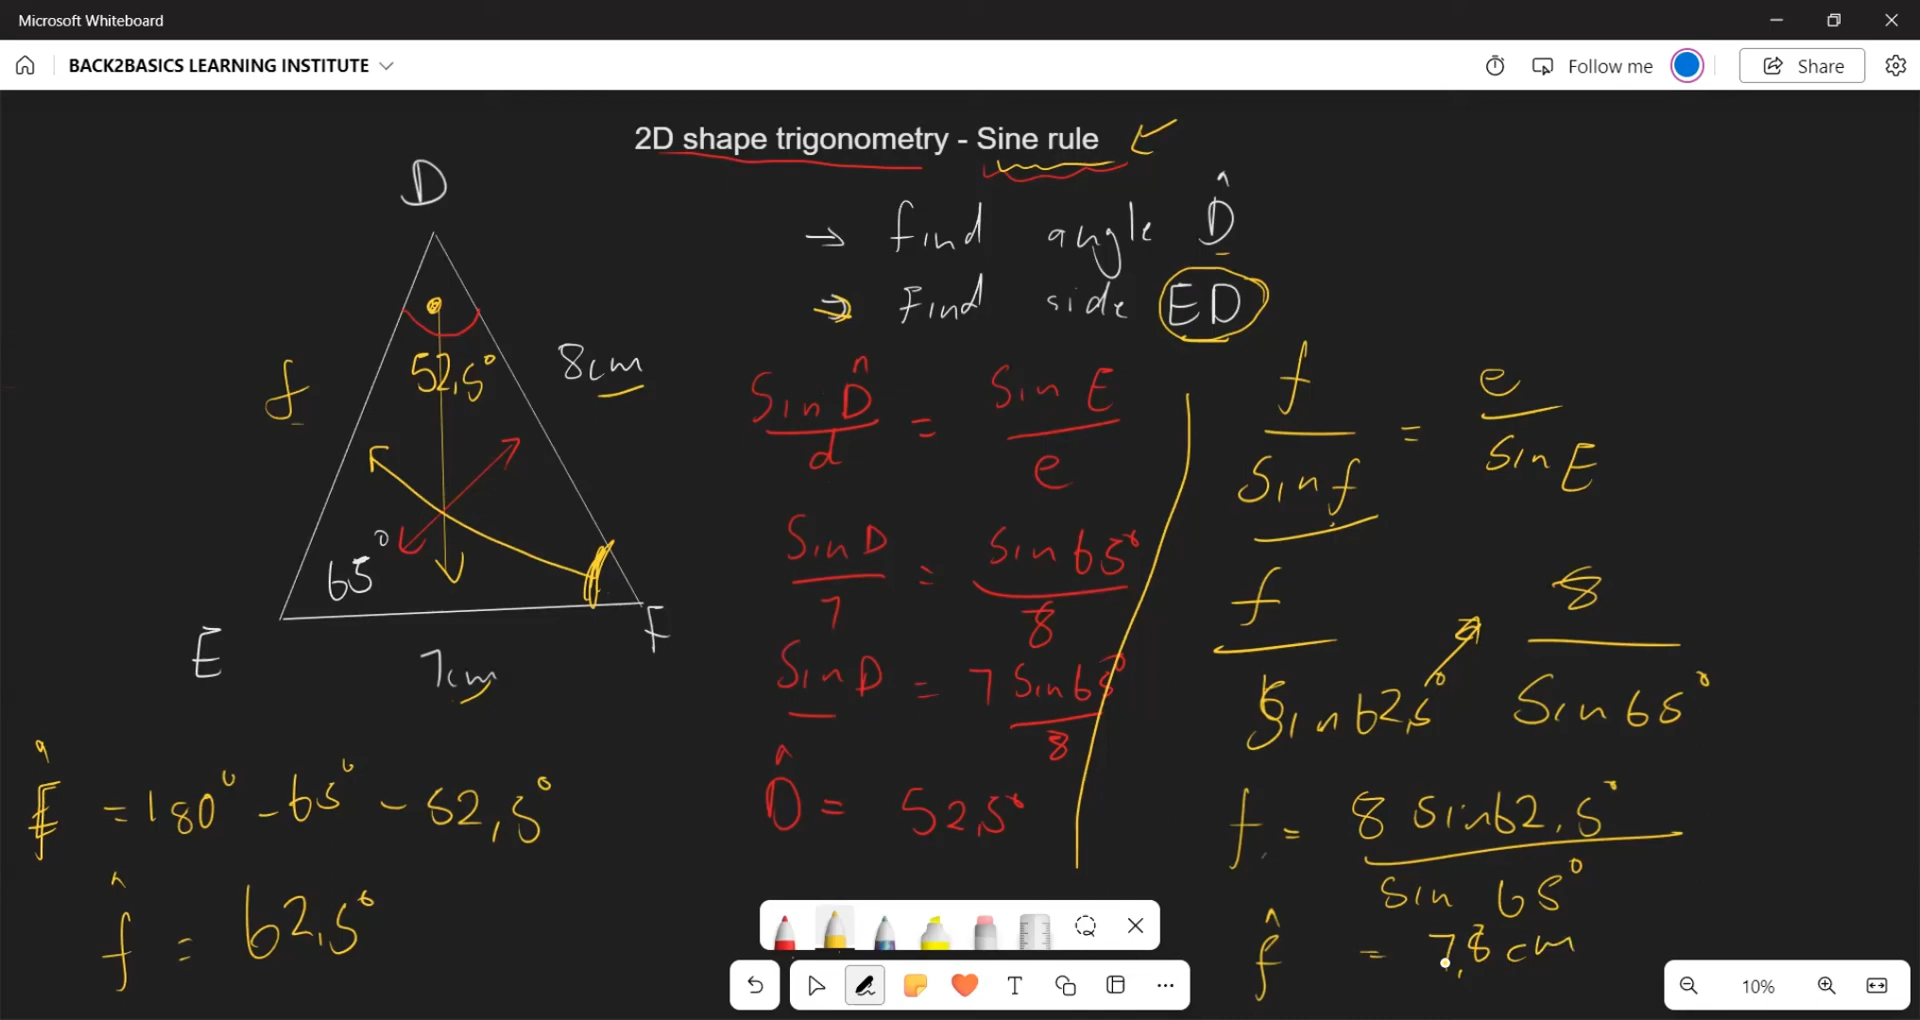 Microsoft Whiteboard
BACK2BASICS LEARNING INSTITUTE
Follow me
Share
2D shape trigonometry - Sine rule
→ find angle D̂
→ Find side ED
D
8cm
52,5°
f
65°
E
F
7cm
Sin D̂ / d = Sin E / e
Sin D / 7 = Sin 65° / 8
Sin D = 7 Sin 65° / 8
D̂ = 52,5°
f / Sin f = e / Sin E
f / Sin 62,5° = 8 / Sin 65°
f = 8 Sin 62,5° / Sin 65°
f̂ = 7,8 cm
F̂ = 180° - 65° - 52,5°
f̂ = 62,5°
10%